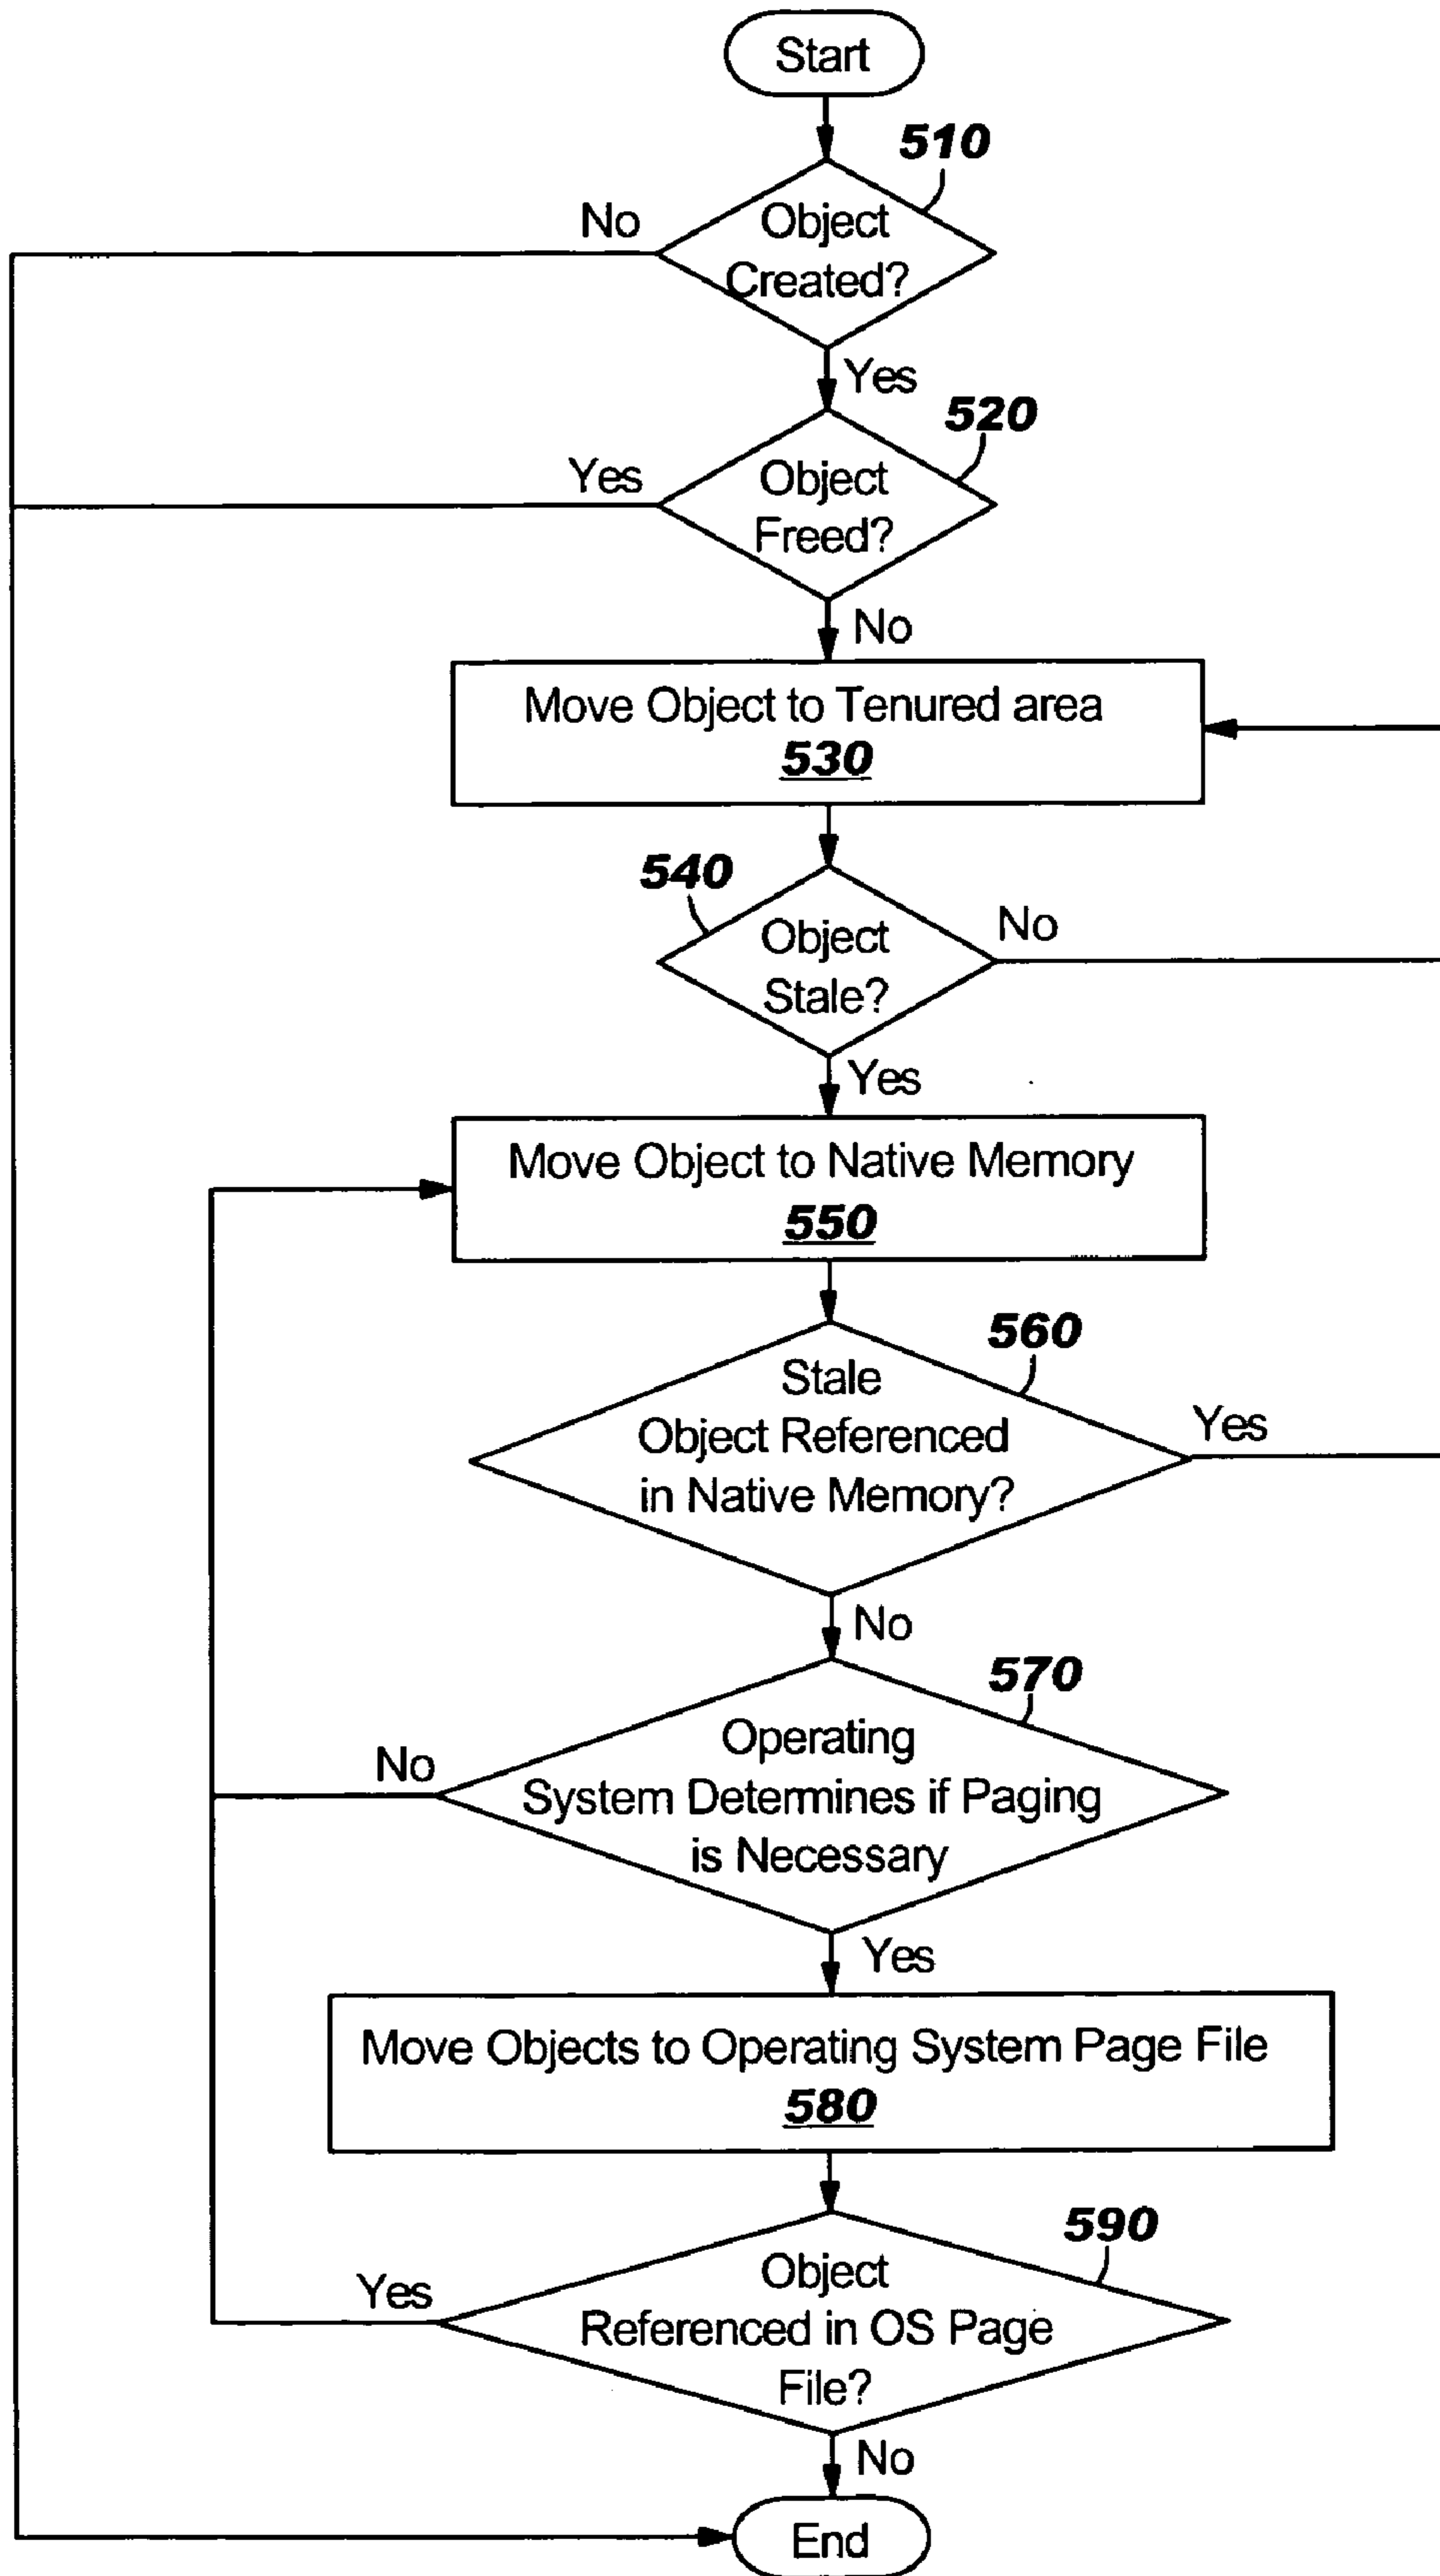 Start
510
No
Object
Created?
Yes
520
Yes
Object
Freed?
No
Move Object to Tenured area
530
540
Object
Stale?
No
Yes
Move Object to Native Memory
550
560
Stale
Object Referenced
in Native Memory?
Yes
No
570
Operating
System Determines if Paging
is Necessary
No
Yes
Move Objects to Operating System Page File
580
590
Object
Referenced in OS Page
File?
Yes
No
End